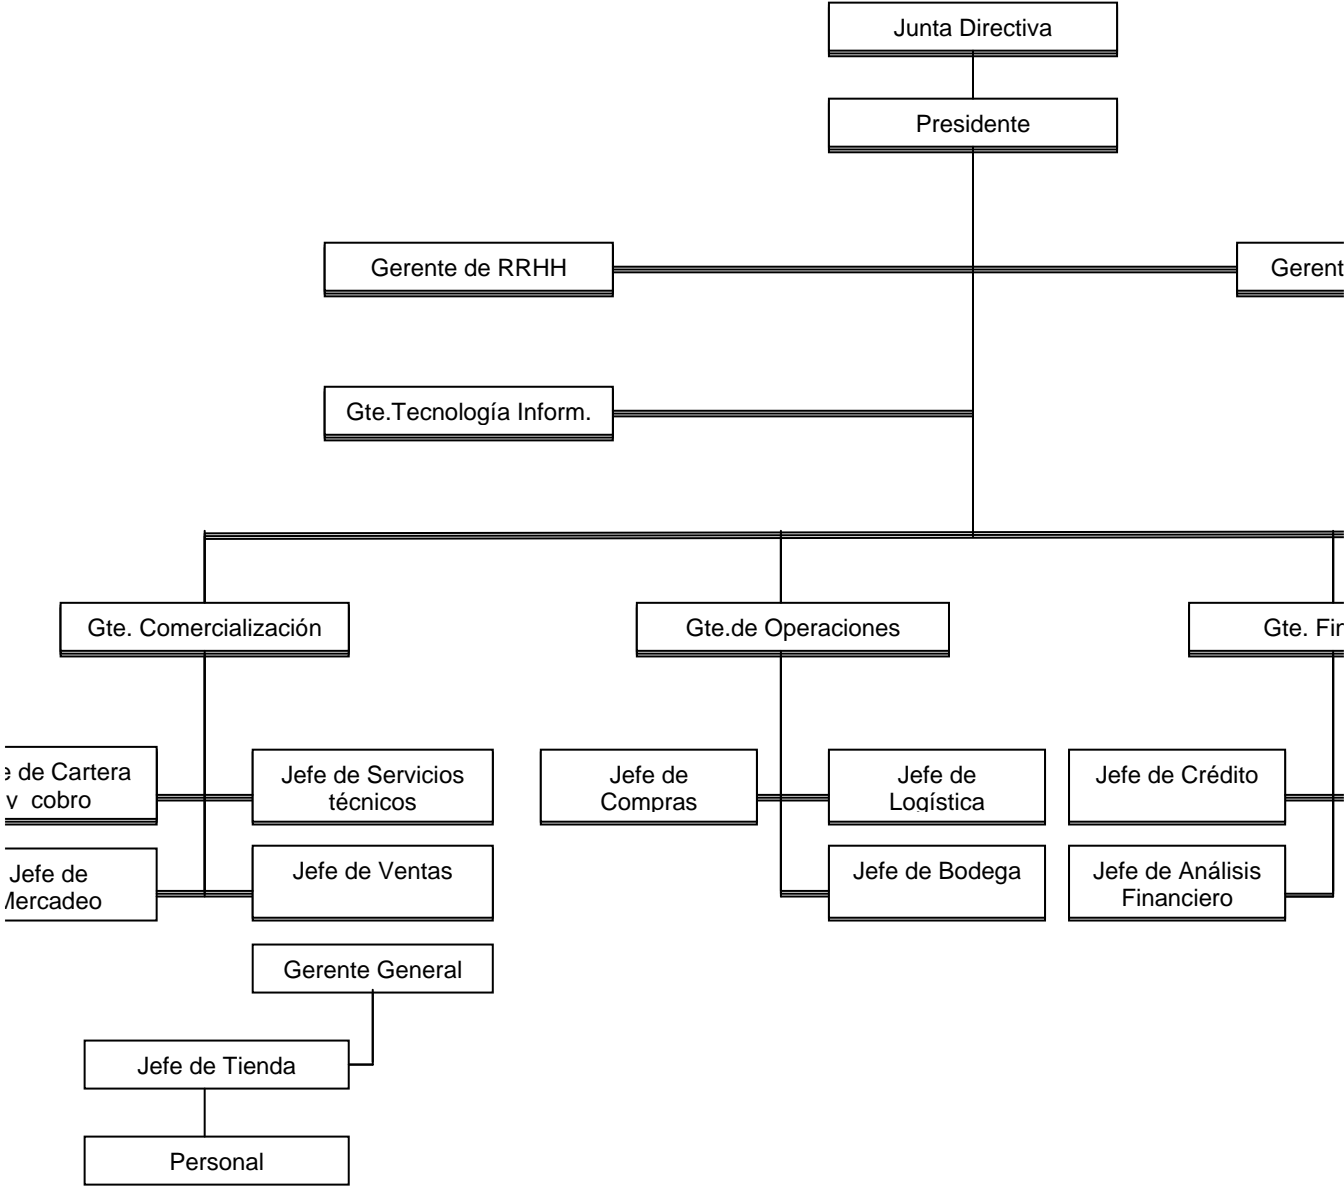 Junta Directiva
Presidente
Gerente de RRHH
Gerent
Gte.Tecnología Inform.
Gte. Comercialización
Gte.de Operaciones
Gte. Fin
e de Cartera
y cobro
Jefe de Servicios
técnicos
Jefe de
Compras
Jefe de
Logística
Jefe de Crédito
Jefe de
Mercadeo
Jefe de Ventas
Jefe de Bodega
Jefe de Análisis
Financiero
Gerente General
Jefe de Tienda
Personal